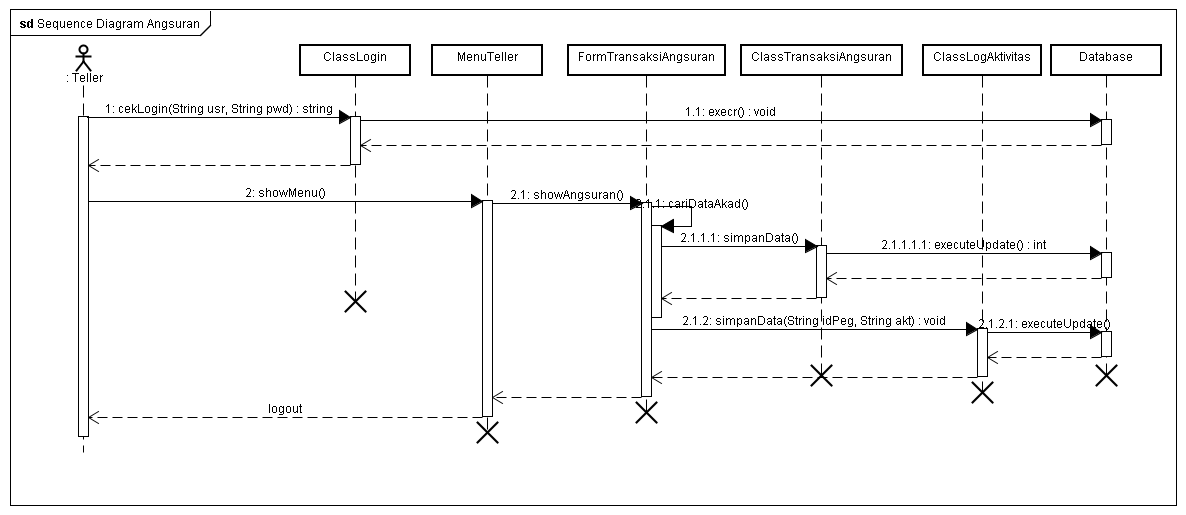 sd Sequence Diagram Angsuran
: Teller
ClassLogin
MenuTeller
FormTransaksiAngsuran
ClassTransaksiAngsuran
ClassLogAktivitas
Database
1: cekLogin(String usr, String pwd) : string
1.1: execr() : void
2: showMenu()
2.1: showAngsuran()
2.1.1: cariDataAkad()
2.1.1.1: simpanData()
2.1.1.1.1: executeUpdate() : int
2.1.2: simpanData(String idPeg, String akt) : void
2.1.2.1: executeUpdate()
logout